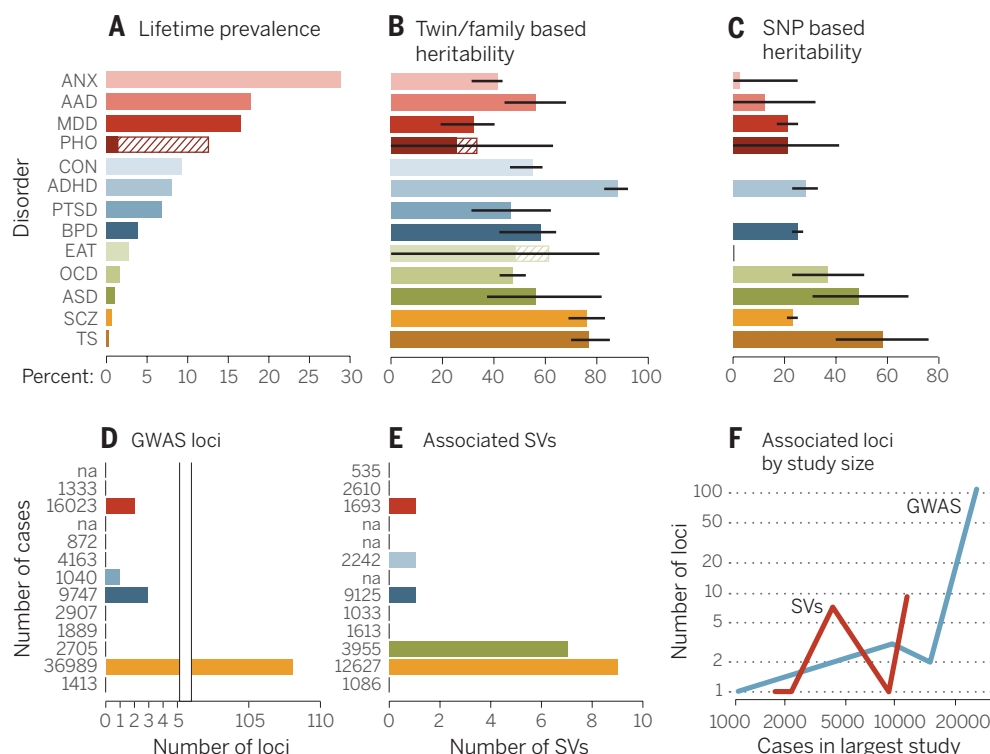 A Lifetime prevalence
B Twin/family based
heritability
C SNP based
heritability
Disorder
ANX
AAD
MDD
PHO
CON
ADHD
PTSD
BPD
EAT
OCD
ASD
SCZ
TS
Percent: 0 5 10 15 20 25 30
0 20 40 60 80 100
0 20 40 60 80
D GWAS loci
Number of cases
na
1333
16023
na
872
4163
1040
9747
2907
1889
2705
36989
1413
0 1 2 3 4 5 105 110
Number of loci
E Associated SVs
535
2610
1693
na
na
2242
na
9125
1033
1613
3955
12627
1086
0 2 4 6 8 10
Number of SVs
F Associated loci
by study size
Number of loci
100
50
20
10
5
2
1
GWAS
SVs
1000 2000 5000 10000 20000
Cases in largest study